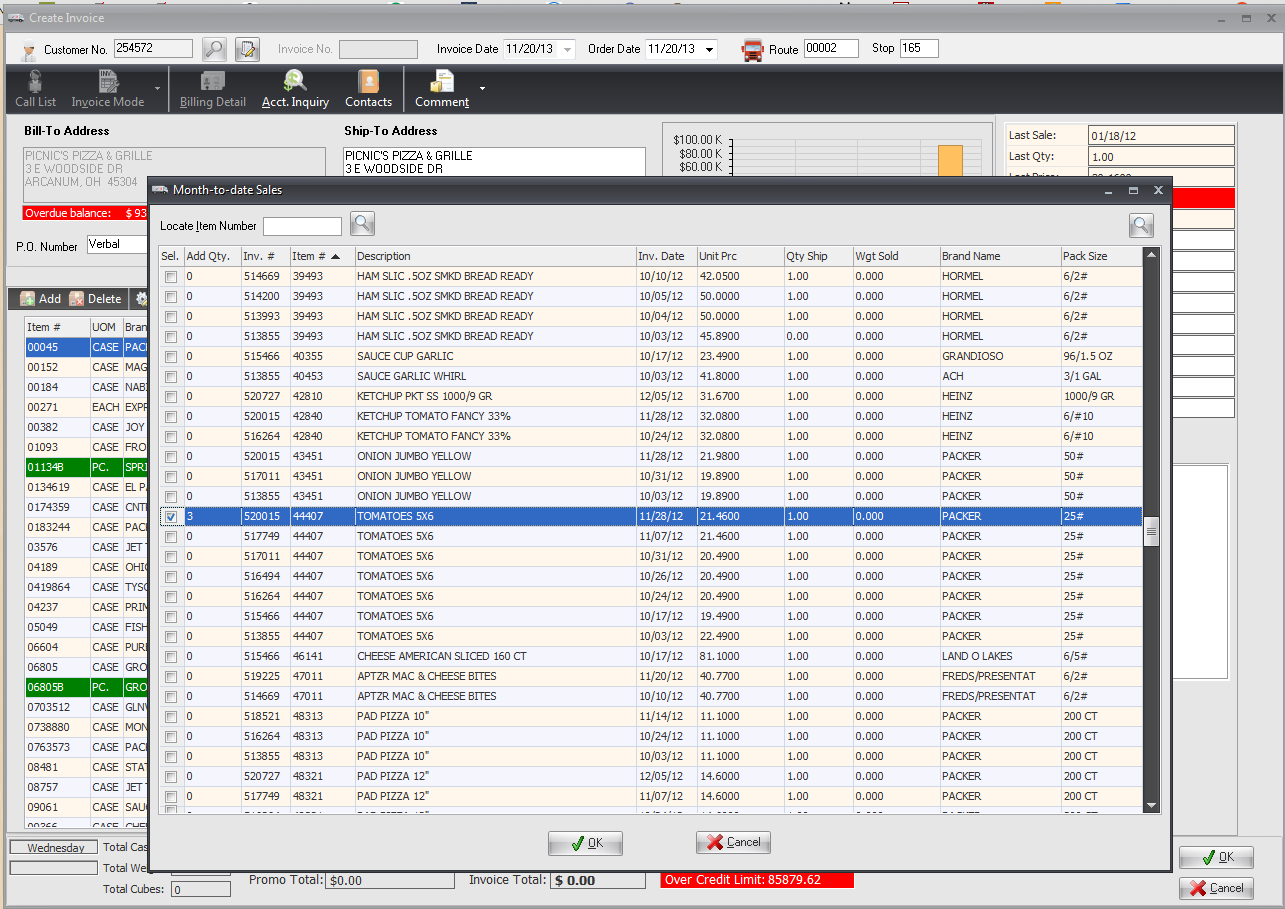 Create Invoice
Customer No. 254572 Invoice No. Invoice Date 11/20/13 Order Date 11/20/13 Route 00002 Stop 165
Call List Invoice Mode Billing Detail Acct. Inquiry Contacts Comment
Bill-To Address
PICNIC'S PIZZA & GRILLE
3 E WOODSIDE DR
ARCANUM, OH 45304
Overdue balance: $ 93
P.O. Number Verbal
Ship-To Address
PICNIC'S PIZZA & GRILLE
3 E WOODSIDE DR
$100.00 K
$80.00 K
$60.00 K
Last Sale: 01/18/12
Last Qty: 1.00
Add Delete
Item # UOM Bran
00045 CASE PAC
00152 CASE MAG
00184 CASE NABI
00271 EACH EXPR
00382 CASE JOY
01093 CASE FRO
01134B PC. SPRI
0134619 CASE EL PA
0174359 CASE CNT
0183244 CASE PAC
03576 CASE JET T
04189 CASE OHIO
0419864 CASE TYSO
04237 CASE PRIM
05049 CASE FISH
06604 CASE PUR
06805 CASE GRO
06805B PC. GRO
0703512 CASE GLN
0738880 CASE MON
0763573 CASE PAC
08481 CASE STAT
08757 CASE JET T
09061 CASE SAU
Month-to-date Sales
Locate Item Number
Sel. Add Qty. Inv. # Item # Description Inv. Date Unit Prc Qty Ship Wgt Sold Brand Name Pack Size
0 514669 39493 HAM SLIC .5OZ SMKD BREAD READY 10/10/12 42.0500 1.00 0.000 HORMEL 6/2#
0 514200 39493 HAM SLIC .5OZ SMKD BREAD READY 10/05/12 50.0000 1.00 0.000 HORMEL 6/2#
0 513993 39493 HAM SLIC .5OZ SMKD BREAD READY 10/04/12 50.0000 1.00 0.000 HORMEL 6/2#
0 513855 39493 HAM SLIC .5OZ SMKD BREAD READY 10/03/12 45.8900 0.00 0.000 HORMEL 6/2#
0 515466 40355 SAUCE CUP GARLIC 10/17/12 23.4900 1.00 0.000 GRANDIOSO 96/1.5 OZ
0 513855 40453 SAUCE GARLIC WHIRL 10/03/12 41.8000 1.00 0.000 ACH 3/1 GAL
0 520727 42810 KETCHUP PKT SS 1000/9 GR 12/05/12 31.6700 1.00 0.000 HEINZ 1000/9 GR
0 520015 42840 KETCHUP TOMATO FANCY 33% 11/28/12 32.0800 1.00 0.000 HEINZ 6/#10
0 516264 42840 KETCHUP TOMATO FANCY 33% 10/24/12 32.0800 1.00 0.000 HEINZ 6/#10
0 520015 43451 ONION JUMBO YELLOW 11/28/12 21.9800 1.00 0.000 PACKER 50#
0 517011 43451 ONION JUMBO YELLOW 10/31/12 19.8900 1.00 0.000 PACKER 50#
0 513855 43451 ONION JUMBO YELLOW 10/03/12 19.8900 1.00 0.000 PACKER 50#
3 520015 44407 TOMATOES 5X6 11/28/12 21.4600 1.00 0.000 PACKER 25#
0 517749 44407 TOMATOES 5X6 11/07/12 21.4600 1.00 0.000 PACKER 25#
0 517011 44407 TOMATOES 5X6 10/31/12 20.4900 1.00 0.000 PACKER 25#
0 516494 44407 TOMATOES 5X6 10/26/12 20.4900 1.00 0.000 PACKER 25#
0 516264 44407 TOMATOES 5X6 10/24/12 20.4900 1.00 0.000 PACKER 25#
0 515466 44407 TOMATOES 5X6 10/17/12 19.4900 1.00 0.000 PACKER 25#
0 513855 44407 TOMATOES 5X6 10/03/12 22.4900 1.00 0.000 PACKER 25#
0 515466 46141 CHEESE AMERICAN SLICED 160 CT 10/17/12 81.1000 1.00 0.000 LAND O LAKES 6/5#
0 519225 47011 APTZR MAC & CHEESE BITES 11/20/12 40.7700 1.00 0.000 FREDS/PRESENTAT 6/2#
0 514669 47011 APTZR MAC & CHEESE BITES 10/10/12 40.7700 1.00 0.000 FREDS/PRESENTAT 6/2#
0 518521 48313 PAD PIZZA 10" 11/14/12 11.1000 1.00 0.000 PACKER 200 CT
0 516264 48313 PAD PIZZA 10" 10/24/12 11.1000 1.00 0.000 PACKER 200 CT
0 513855 48313 PAD PIZZA 10" 10/03/12 11.1000 1.00 0.000 PACKER 200 CT
0 520727 48321 PAD PIZZA 12" 12/05/12 14.6000 1.00 0.000 PACKER 200 CT
0 517749 48321 PAD PIZZA 12" 11/07/12 14.6000 1.00 0.000 PACKER 200 CT
OK Cancel
Wednesday Total Cas
Total We
Total Cubes: 0
Promo Total: $0.00 Invoice Total: $ 0.00 Over Credit Limit: 85879.62
OK
Cancel